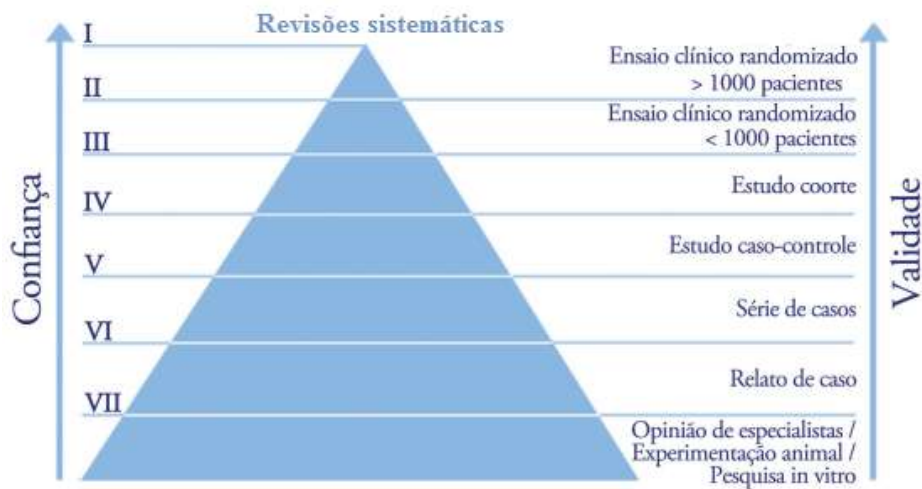 Revisões sistemáticas
I
Ensaio clínico randomizado
> 1000 pacientes
II
Ensaio clínico randomizado
< 1000 pacientes
III
Estudo coorte
IV
Estudo caso-controle
V
Série de casos
VI
Relato de caso
VII
Opinião de especialistas /
Experimentação animal /
Pesquisa in vitro
Confiança
Validade